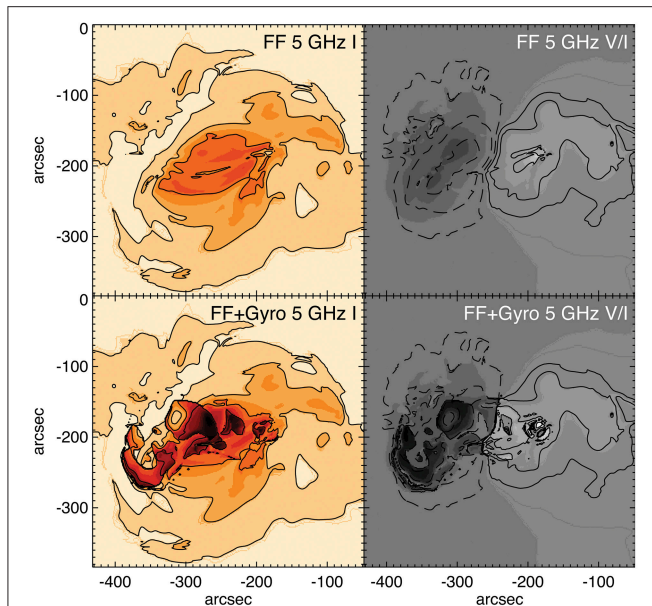 FF 5 GHz I
FF 5 GHz V/I
0
-100
-200
-300
arcsec
FF+Gyro 5 GHz I
FF+Gyro 5 GHz V/I
0
-100
-200
-300
arcsec
-400 -300 -200 -100
-400 -300 -200 -100
arcsec
arcsec